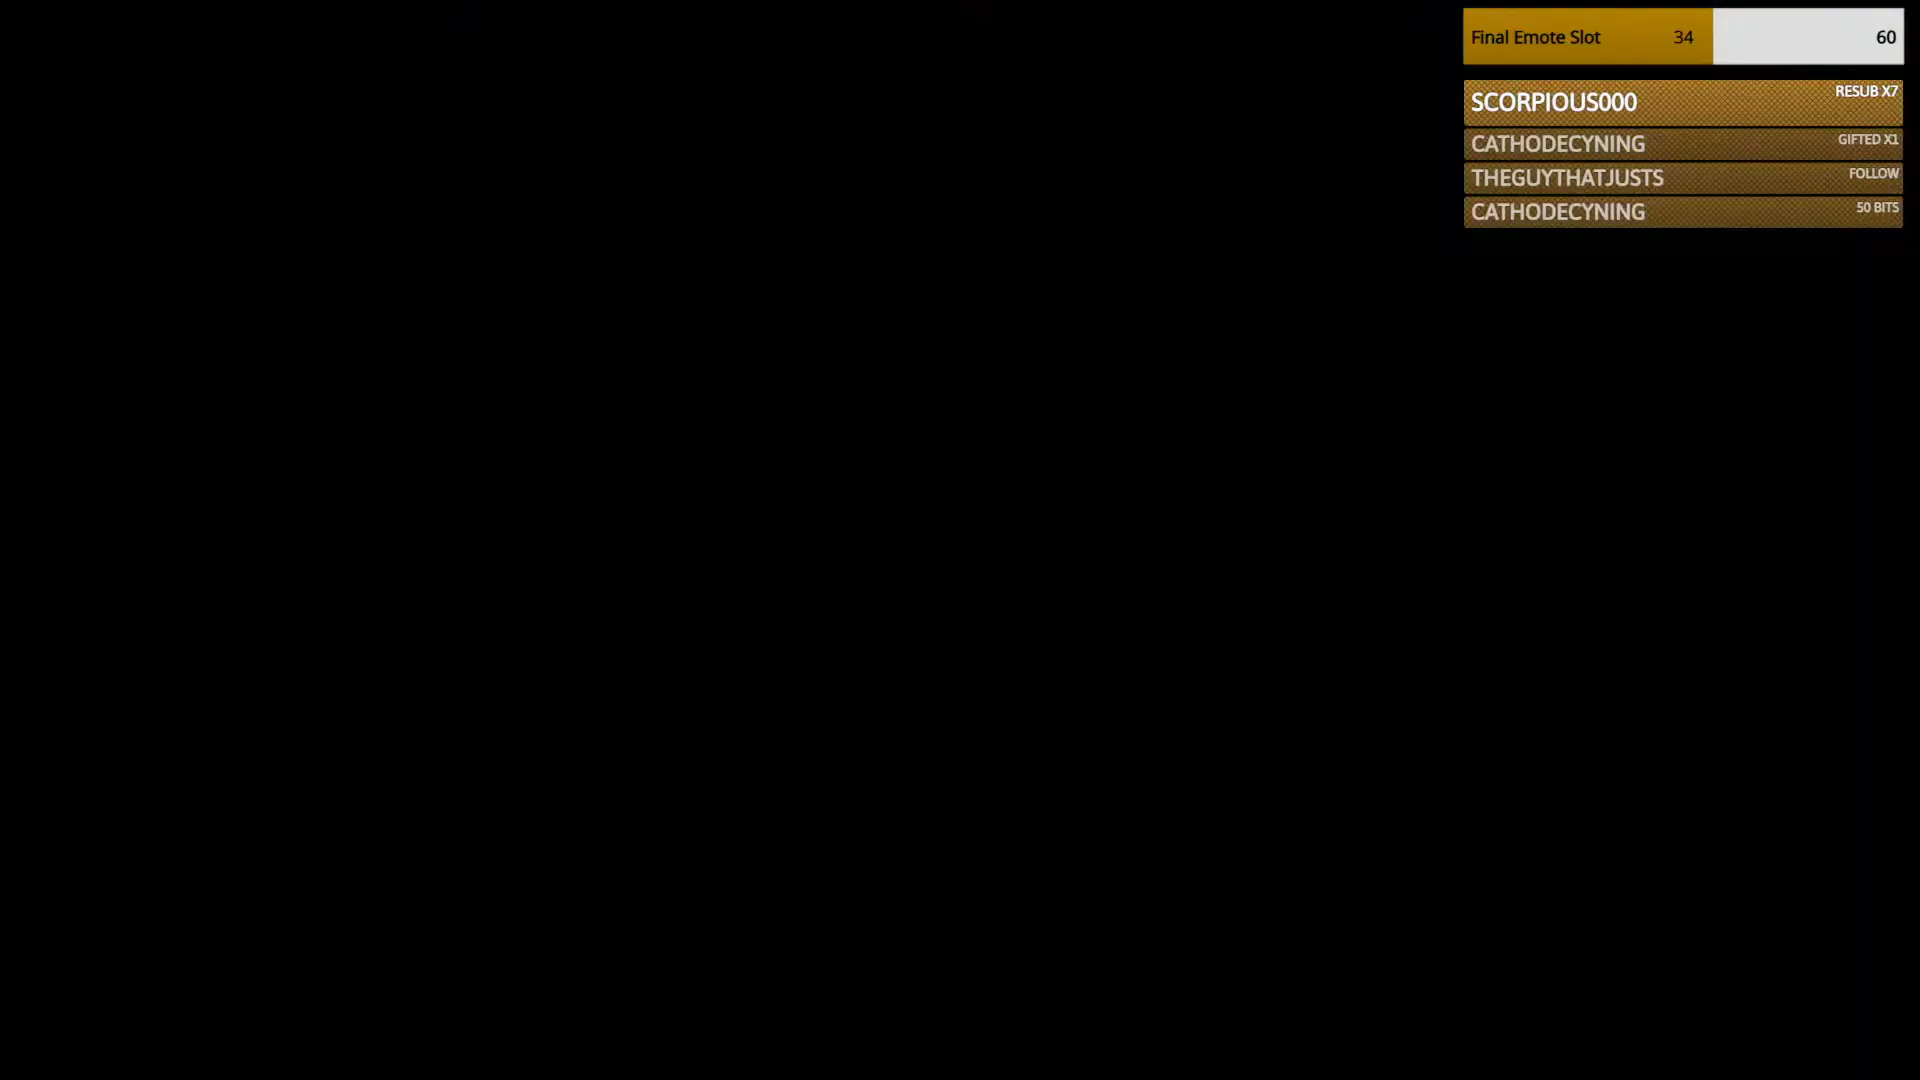 Final Emote Slot 34 60
SCORPIOUS000 RESUB X7
CATHODECYNING GIFTED X1
THEGUYTHATJUSTS FOLLOW
CATHODECYNING 50 BITS